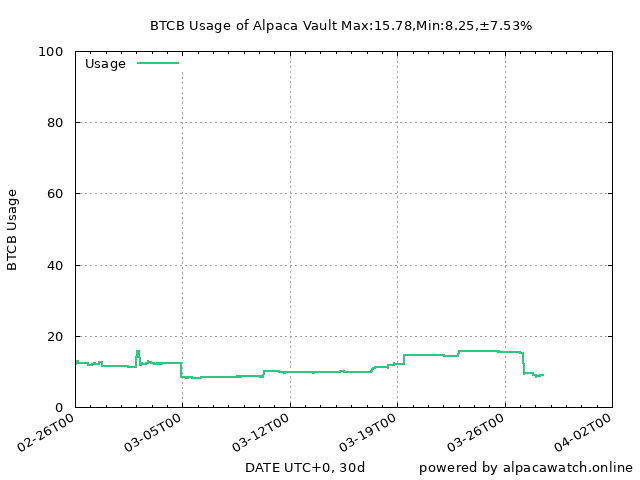 BTCB Usage of Alpaca Vault Max:15.78,Min:8.25,±7.53%
100
Usage
80
60
BTCB Usage
40
20
0
02-26T00
03-05T00
03-12T00
03-19T00
03-26T00
04-02T00
DATE UTC+0, 30d
powered by alpacawatch.online